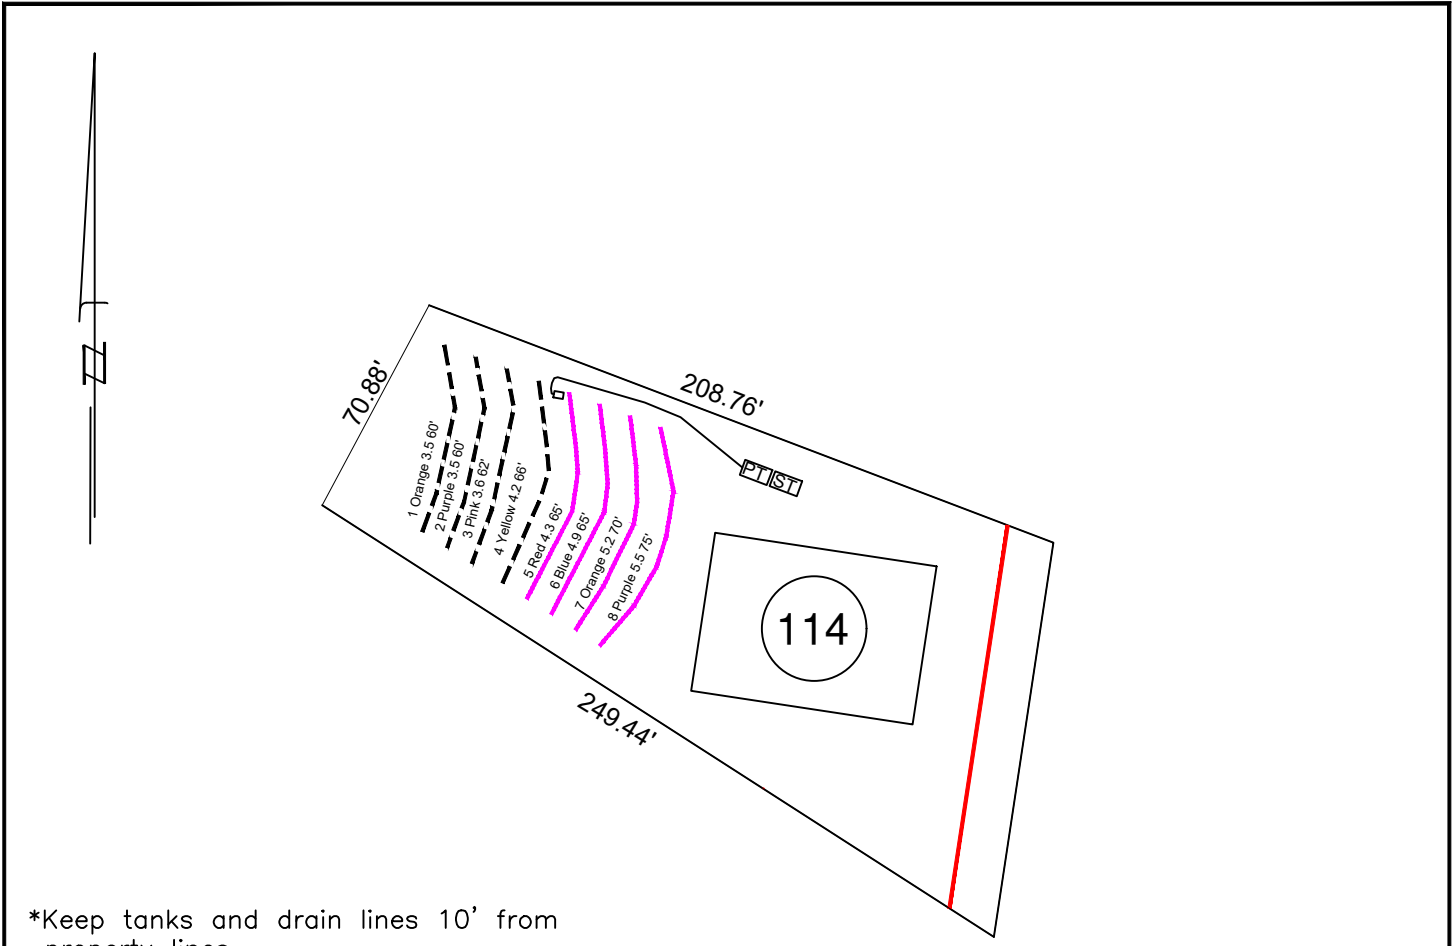 N
70.88'
208.76'
1 Orange 3.5 60'
2 Purple 3.5 60'
3 Pink 3.6 62'
4 Yellow 4.2 66'
5 Red 4.3 65'
6 Blue 4.9 65'
7 Orange 5.2 70'
8 Purple 5.5 75'
PT
ST
114
249.44'
*Keep tanks and drain lines 10' from
property lines